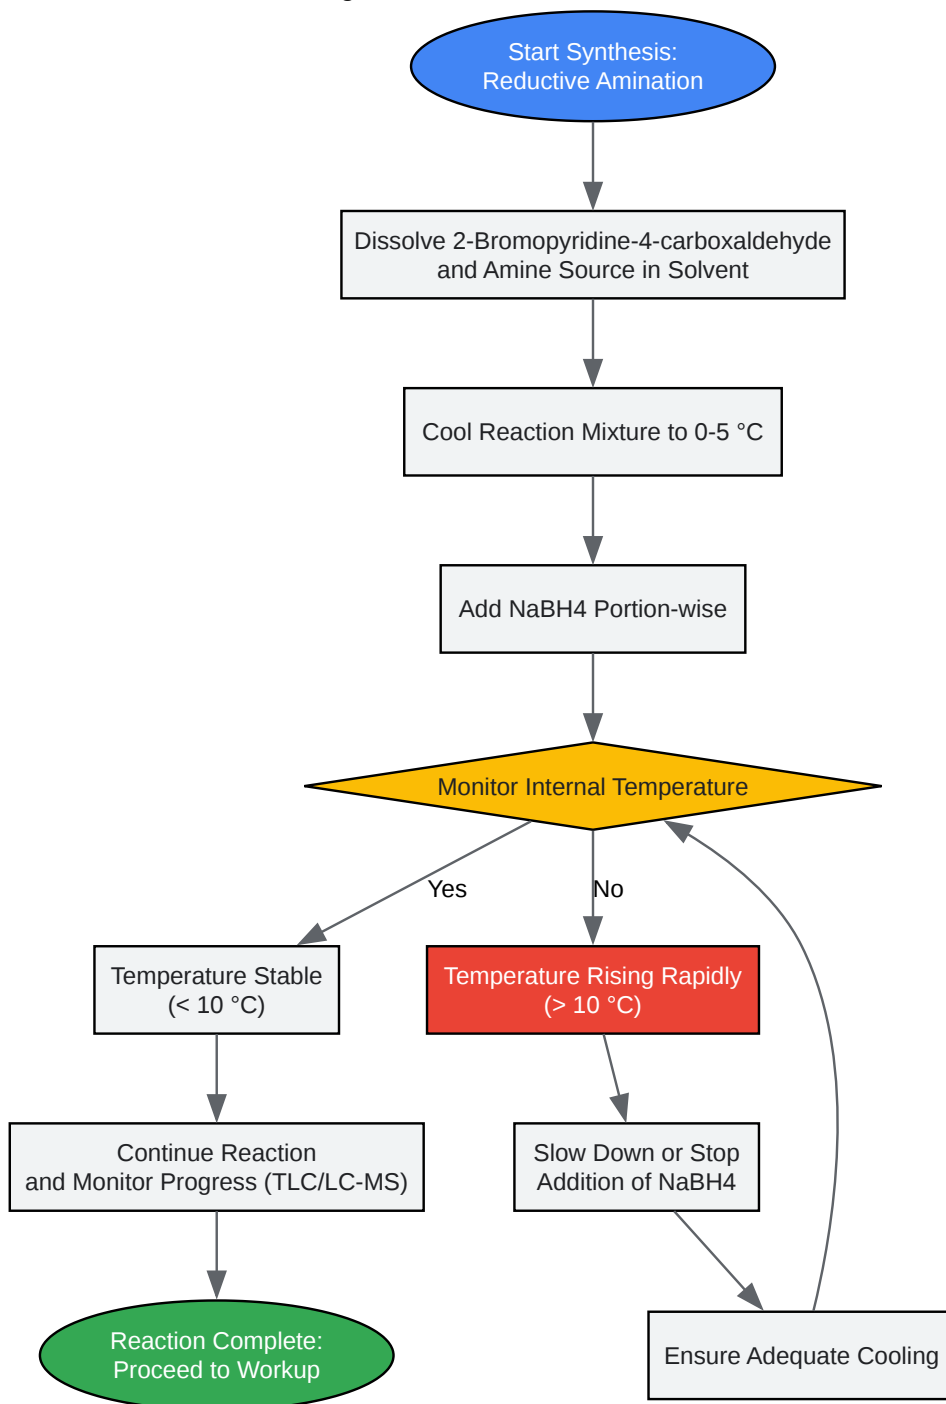 Start Synthesis:
Reductive Amination
Dissolve 2-Bromopyridine-4-carboxaldehyde
and Amine Source in Solvent
Cool Reaction Mixture to 0-5 °C
Add NaBH4 Portion-wise
Monitor Internal Temperature
Yes
No
Temperature Stable
(< 10 °C)
Temperature Rising Rapidly
(> 10 °C)
Continue Reaction
and Monitor Progress (TLC/LC-MS)
Slow Down or Stop
Addition of NaBH4
Reaction Complete:
Proceed to Workup
Ensure Adequate Cooling